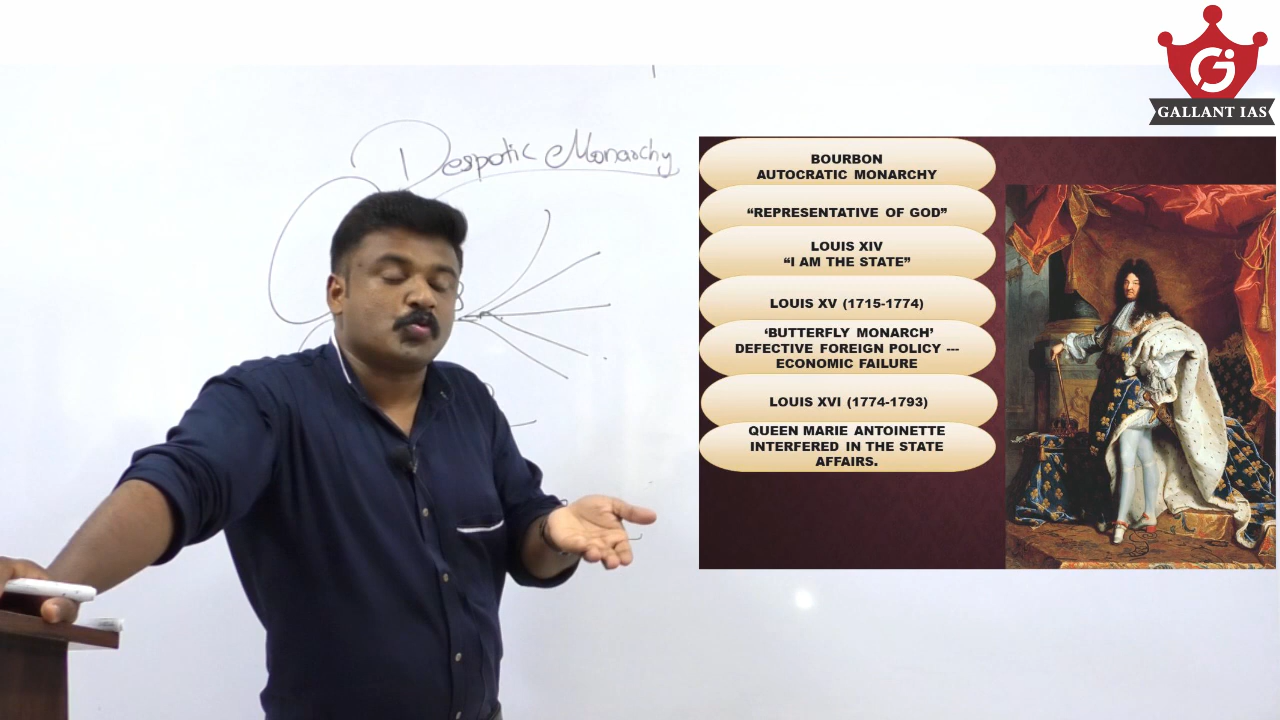 GALLANT IAS
Despotic Monarchy
BOURBON
AUTOCRATIC MONARCHY
“REPRESENTATIVE OF GOD”
LOUIS XIV
“I AM THE STATE”
LOUIS XV (1715-1774)
‘BUTTERFLY MONARCH’
DEFECTIVE FOREIGN POLICY ---
ECONOMIC FAILURE
LOUIS XVI (1774-1793)
QUEEN MARIE ANTOINETTE
INTERFERED IN THE STATE
AFFAIRS.